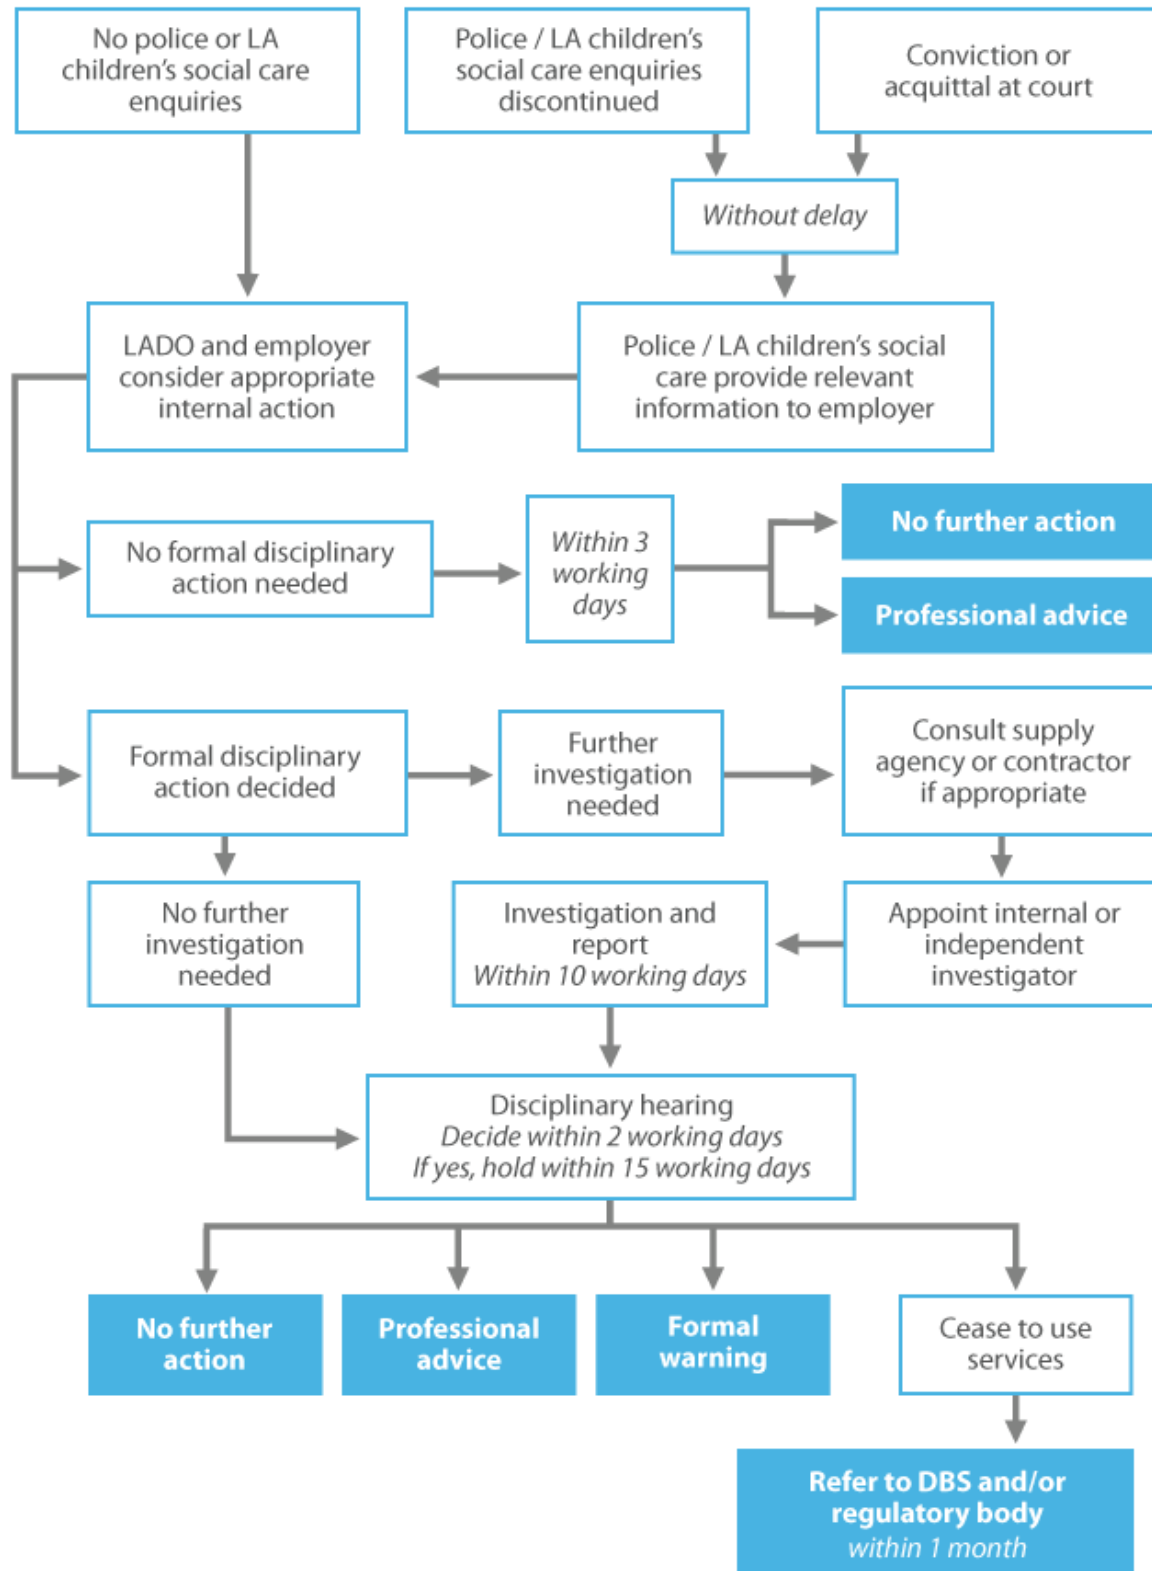 No police or LA
children’s social care
enquiries
Police / LA children’s
social care enquiries
discontinued
Conviction or
acquittal at court
Without delay
LADO and employer
consider appropriate
internal action
Police / LA children’s social
care provide relevant
information to employer
No formal disciplinary
action needed
Within 3
working
days
No further action
Professional advice
Formal disciplinary
action decided
Further
investigation
needed
Consult supply
agency or contractor
if appropriate
No further
investigation
needed
Investigation and
report
Within 10 working days
Appoint internal or
independent
investigator
Disciplinary hearing
Decide within 2 working days
If yes, hold within 15 working days
No further
action
Professional
advice
Formal
warning
Cease to use
services
Refer to DBS and/or
regulatory body
within 1 month